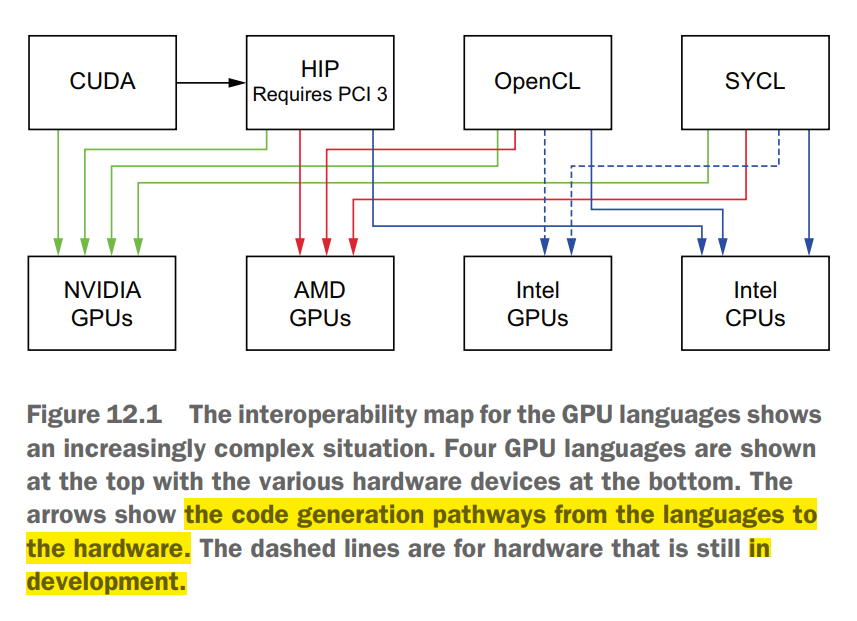 CUDA
HIP
Requires PCI 3
OpenCL
SYCL
NVIDIA
GPUs
AMD
GPUs
Intel
GPUs
Intel
CPUs
Figure 12.1 The interoperability map for the GPU languages shows
an increasingly complex situation. Four GPU languages are shown
at the top with the various hardware devices at the bottom. The
arrows show the code generation pathways from the languages to
the hardware. The dashed lines are for hardware that is still in
development.